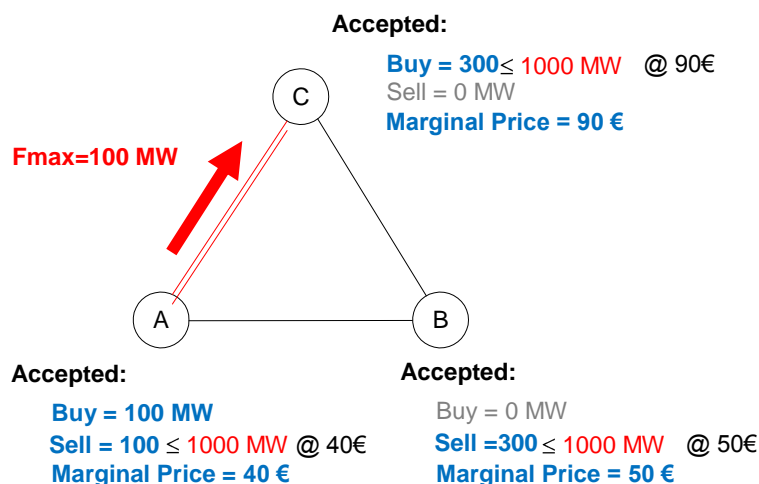 Accepted:
Buy = 300≤ 1000 MW @ 90€
Sell = 0 MW
Marginal Price = 90 €
C
Fmax=100 MW
A
B
Accepted:
Buy = 100 MW
Sell = 100 ≤ 1000 MW @ 40€
Marginal Price = 40 €
Accepted:
Buy = 0 MW
Sell =300 ≤ 1000 MW @ 50€
Marginal Price = 50 €